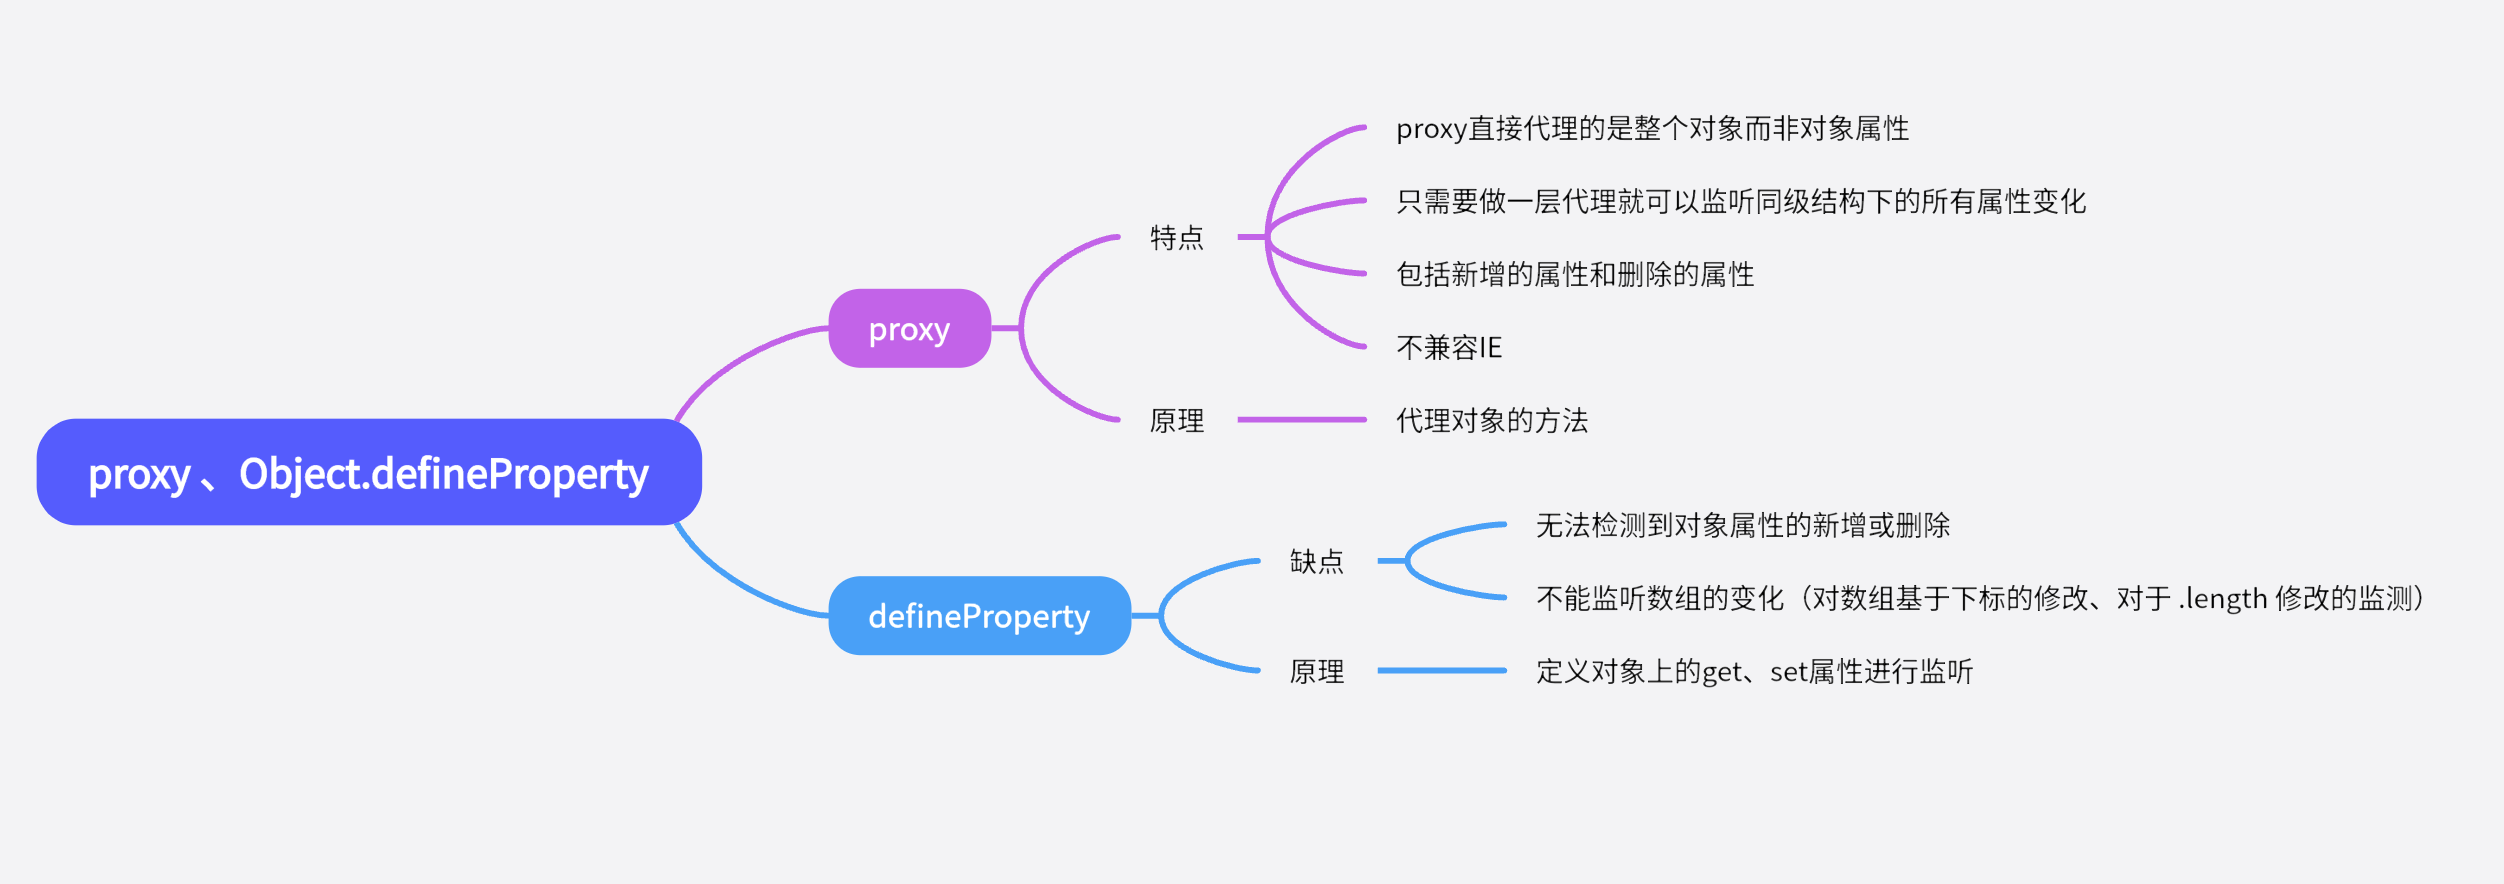 proxy、Object.defineProperty
proxy
特点
proxy直接代理的是整个对象而非对象属性
只需要做一层代理就可以监听同级结构下的所有属性变化
包括新增的属性和删除的属性
不兼容IE
原理
代理对象的方法
defineProperty
缺点
无法检测到对象属性的新增或删除
不能监听数组的变化（对数组基于下标的修改、对于 .length 修改的监测）
原理
定义对象上的get、set属性进行监听